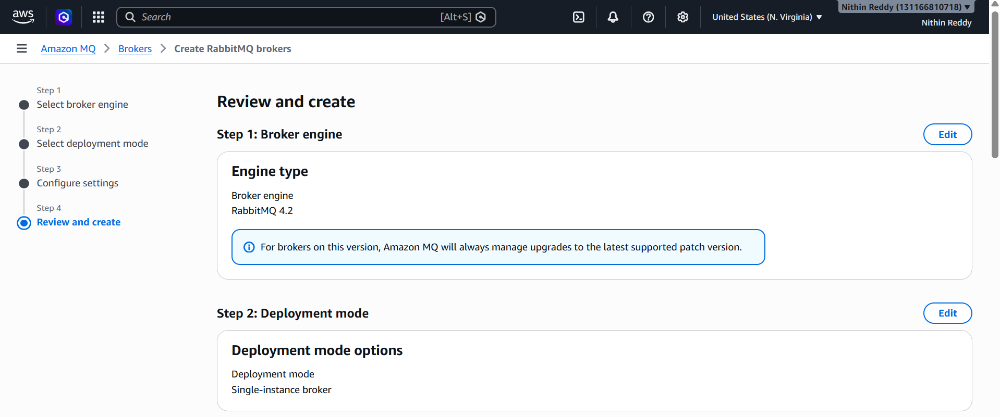 aws
Search
[Alt+S]
United States (N. Virginia) ▼
Nithin Reddy (131166810718) ▼
Nithin Reddy
Amazon MQ > Brokers > Create RabbitMQ brokers
Step 1
Select broker engine
Step 2
Select deployment mode
Step 3
Configure settings
Step 4
Review and create
Review and create
Step 1: Broker engine
Edit
Engine type
Broker engine
RabbitMQ 4.2
For brokers on this version, Amazon MQ will always manage upgrades to the latest supported patch version.
Step 2: Deployment mode
Edit
Deployment mode options
Deployment mode
Single-instance broker